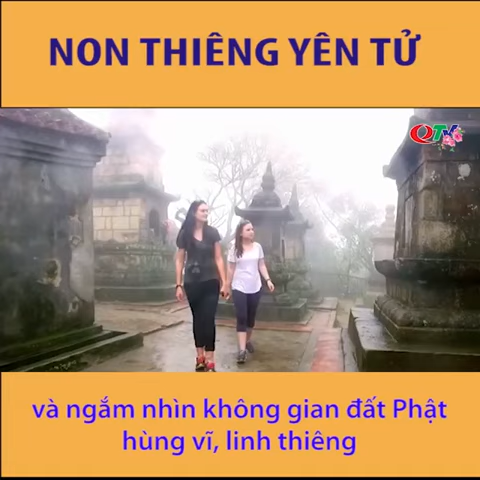 NON THIÊNG YÊN TỬ
QTV
và ngắm nhìn không gian đất Phật
hùng vĩ, linh thiêng